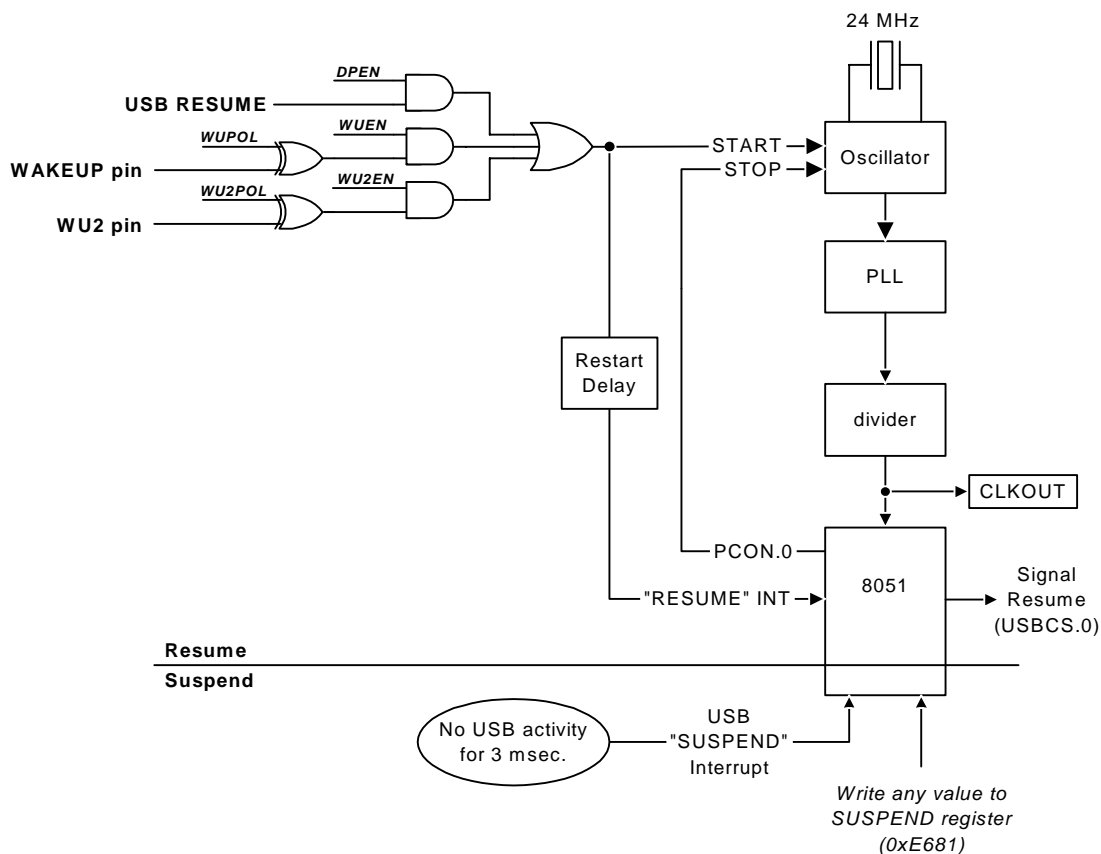 24 MHz
DPEN
USB RESUME
WUPOL
WUEN
WAKEUP pin
WU2POL
WU2EN
WU2 pin
START
STOP
Oscillator
PLL
Restart
Delay
divider
CLKOUT
PCON.0
8051
"RESUME" INT
Signal
Resume
(USBCS.0)
Resume
Suspend
No USB activity
for 3 msec.
USB
"SUSPEND"
Interrupt
Write any value to
SUSPEND register
(0xE681)